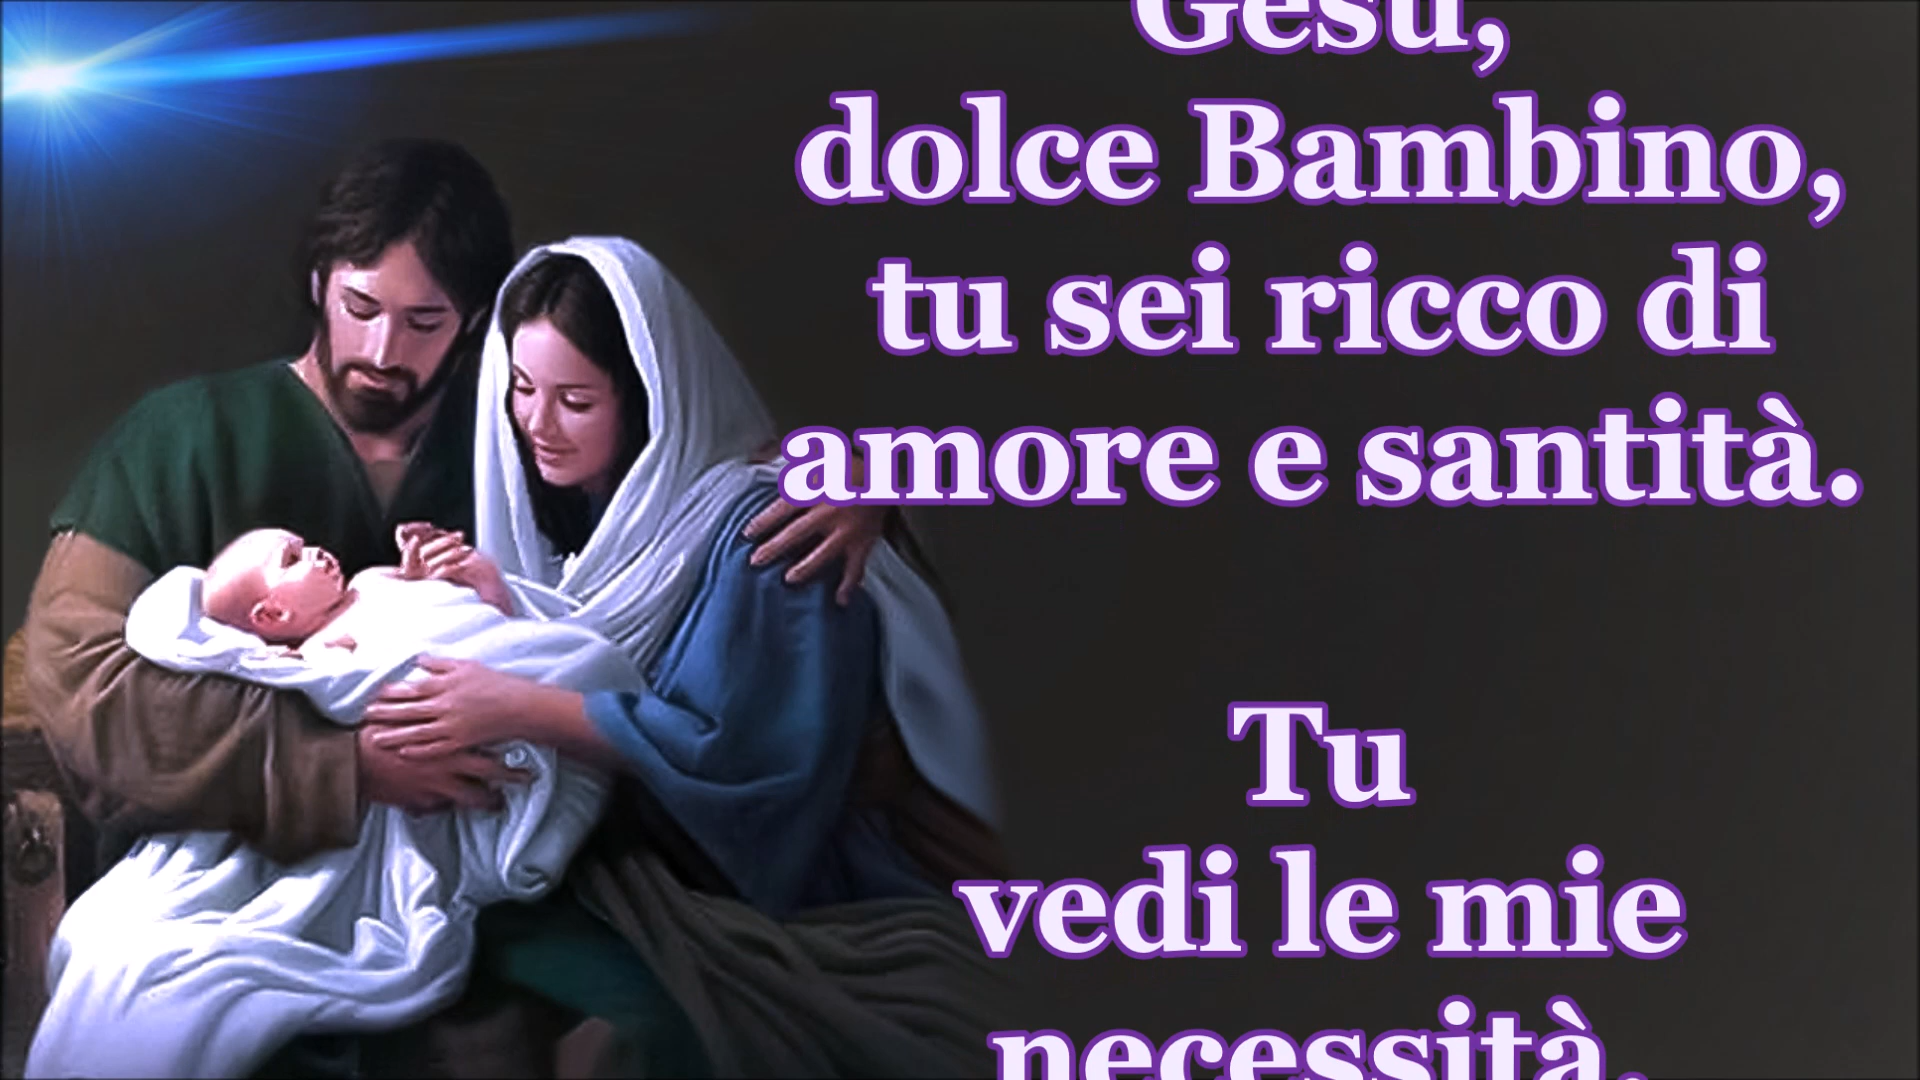 Gesù,
dolce Bambino,
tu sei ricco di
amore e santità.
Tu
vedi le mie
necessità.